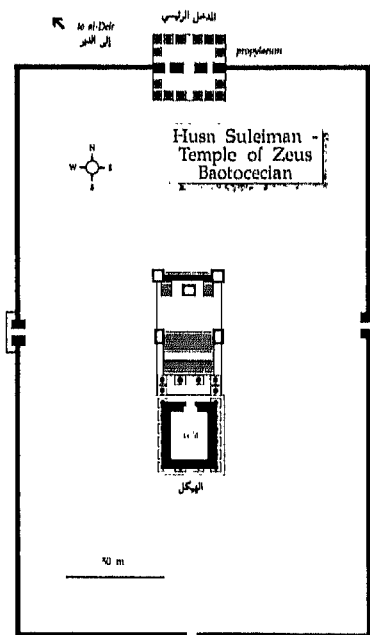 المدخل الرئيسي
to al-Deir
إلى الدير
propylaeum
Husn Suleiman -
Temple of Zeus
Baotocecian
N
W
S
الهيكل
50 m